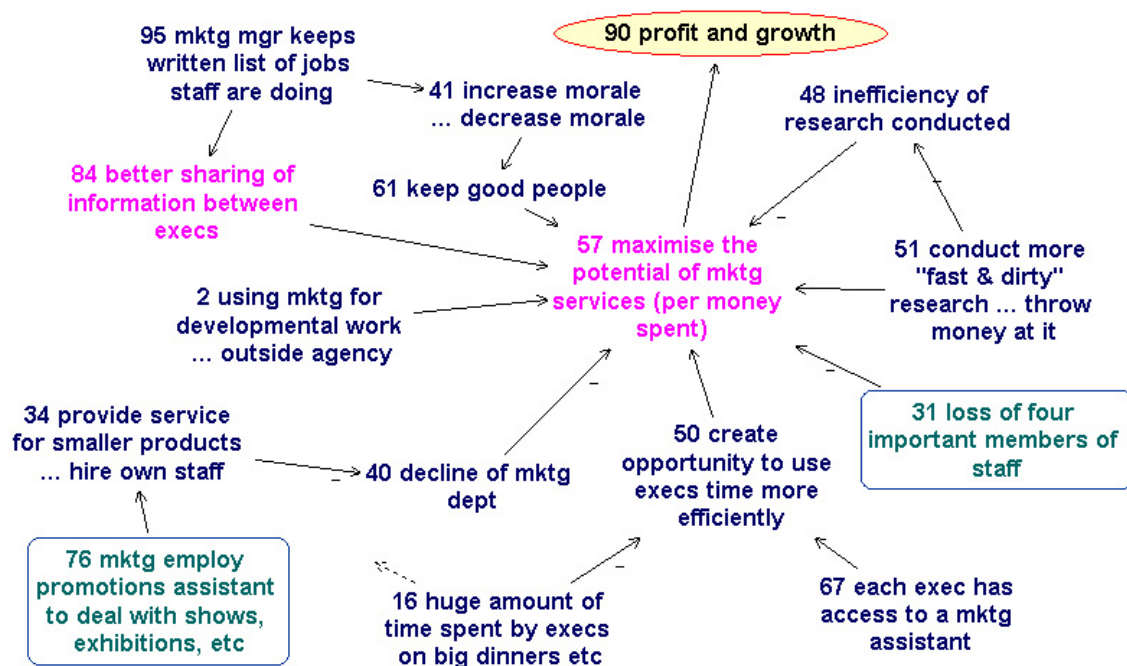 95 mktg mgr keeps
written list of jobs
staff are doing
90 profit and growth
41 increase morale
... decrease morale
48 inefficiency of
research conducted
84 better sharing of
information between
execs
61 keep good people
57 maximise the
potential of mktg
services (per money
spent)
51 conduct more
"fast & dirty"
research ... throw
money at it
2 using mktg for
developmental work
... outside agency
34 provide service
for smaller products
... hire own staff
40 decline of mktg
dept
50 create
opportunity to use
execs time more
efficiently
31 loss of four
important members of
staff
76 mktg employ
promotions assistant
to deal with shows,
exhibitions, etc
16 huge amount of
time spent by execs
on big dinners etc
67 each exec has
access to a mktg
assistant